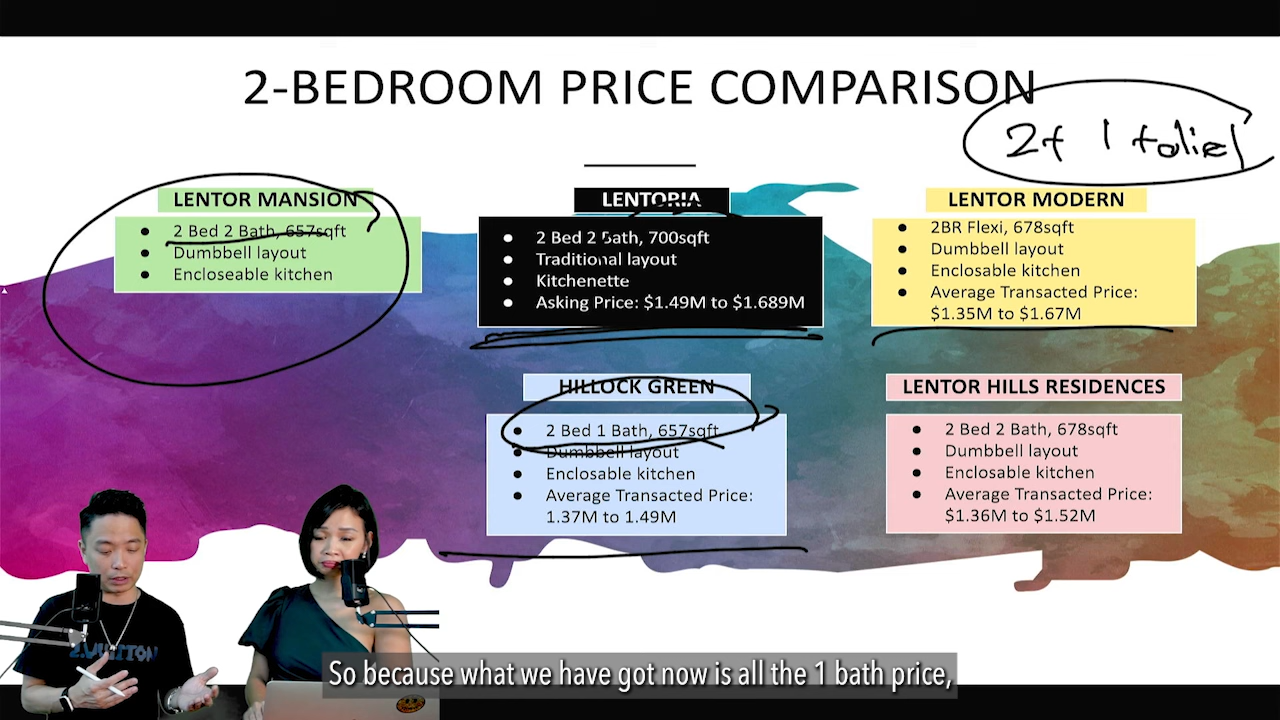 2-BEDROOM PRICE COMPARISON
2+ 1
LENTOR MANSION
2 Bed 2 Bath, 657sqft
Dumbbell layout
Encloseable kitchen
LENTORIA
2 Bed 2 Bath, 700sqft
Traditional layout
Kitchenette
Asking Price: $1.49M to $1.689M
LENTOR MODERN
2BR Flexi, 678sqft
Dumbbell layout
Enclosable kitchen
Average Transacted Price:
$1.35M to $1.67M
HILLOCK GREEN
2 Bed 1 Bath, 657sqft
Dumbbell layout
Enclosable kitchen
Average Transacted Price:
1.37M to 1.49M
LENTOR HILLS RESIDENCES
2 Bed 2 Bath, 678sqft
Dumbbell layout
Enclosable kitchen
Average Transacted Price:
$1.36M to $1.52M
So because what we have got now is all the 1 bath price,